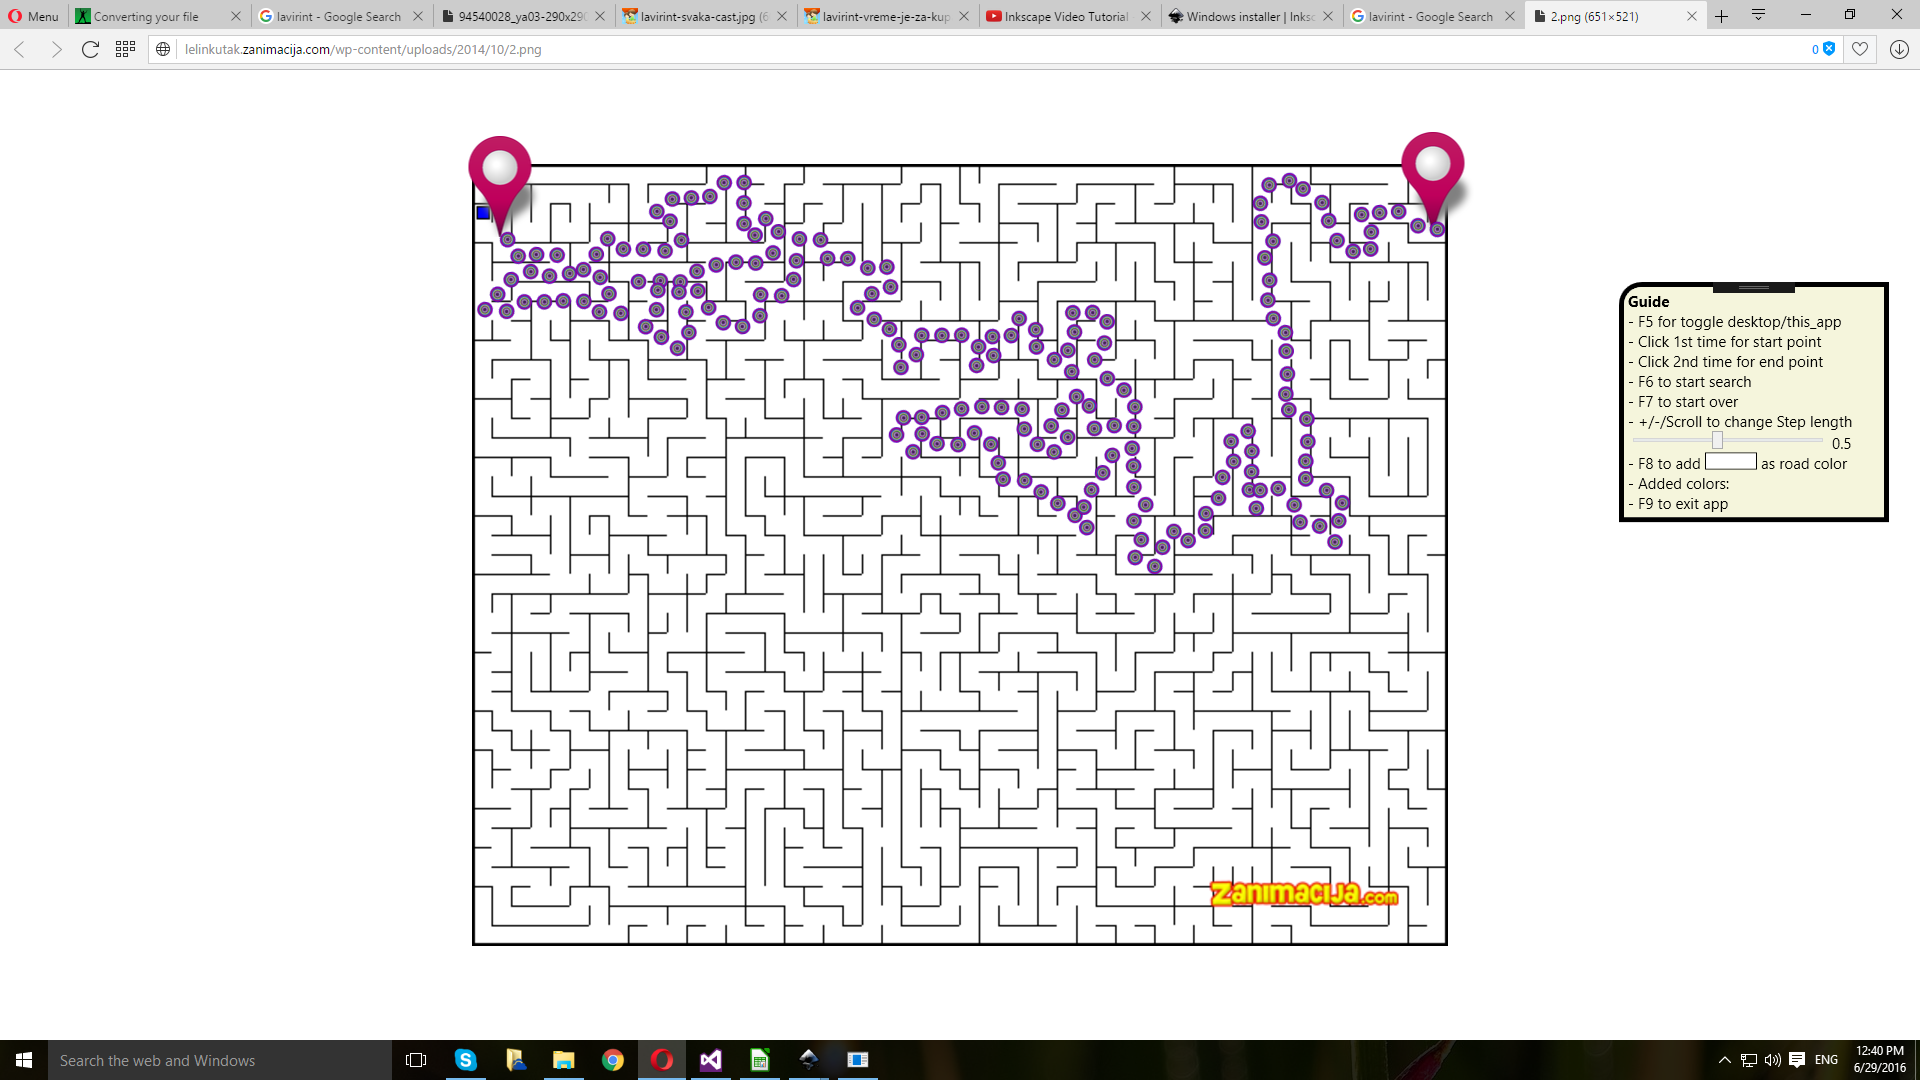 Menu
Converting your file
lavirint - Google Search
94540028_ya03-290x290
lavirint-svaka-cast.jpg (6
lavirint-vreme-je-za-kup
Inkscape Video Tutorial
Windows installer | Inksc
lavirint - Google Search
2.png (651×521)
lelinkutak.zanimacija.com/wp-content/uploads/2014/10/2.png
0
Guide
- F5 for toggle desktop/this_app
- Click 1st time for start point
- Click 2nd time for end point
- F6 to start search
- F7 to start over
- +/-/Scroll to change Step length
0.5
- F8 to add as road color
- Added colors:
- F9 to exit app
Zanimacija.com
Search the web and Windows
ENG
12:40 PM
6/29/2016